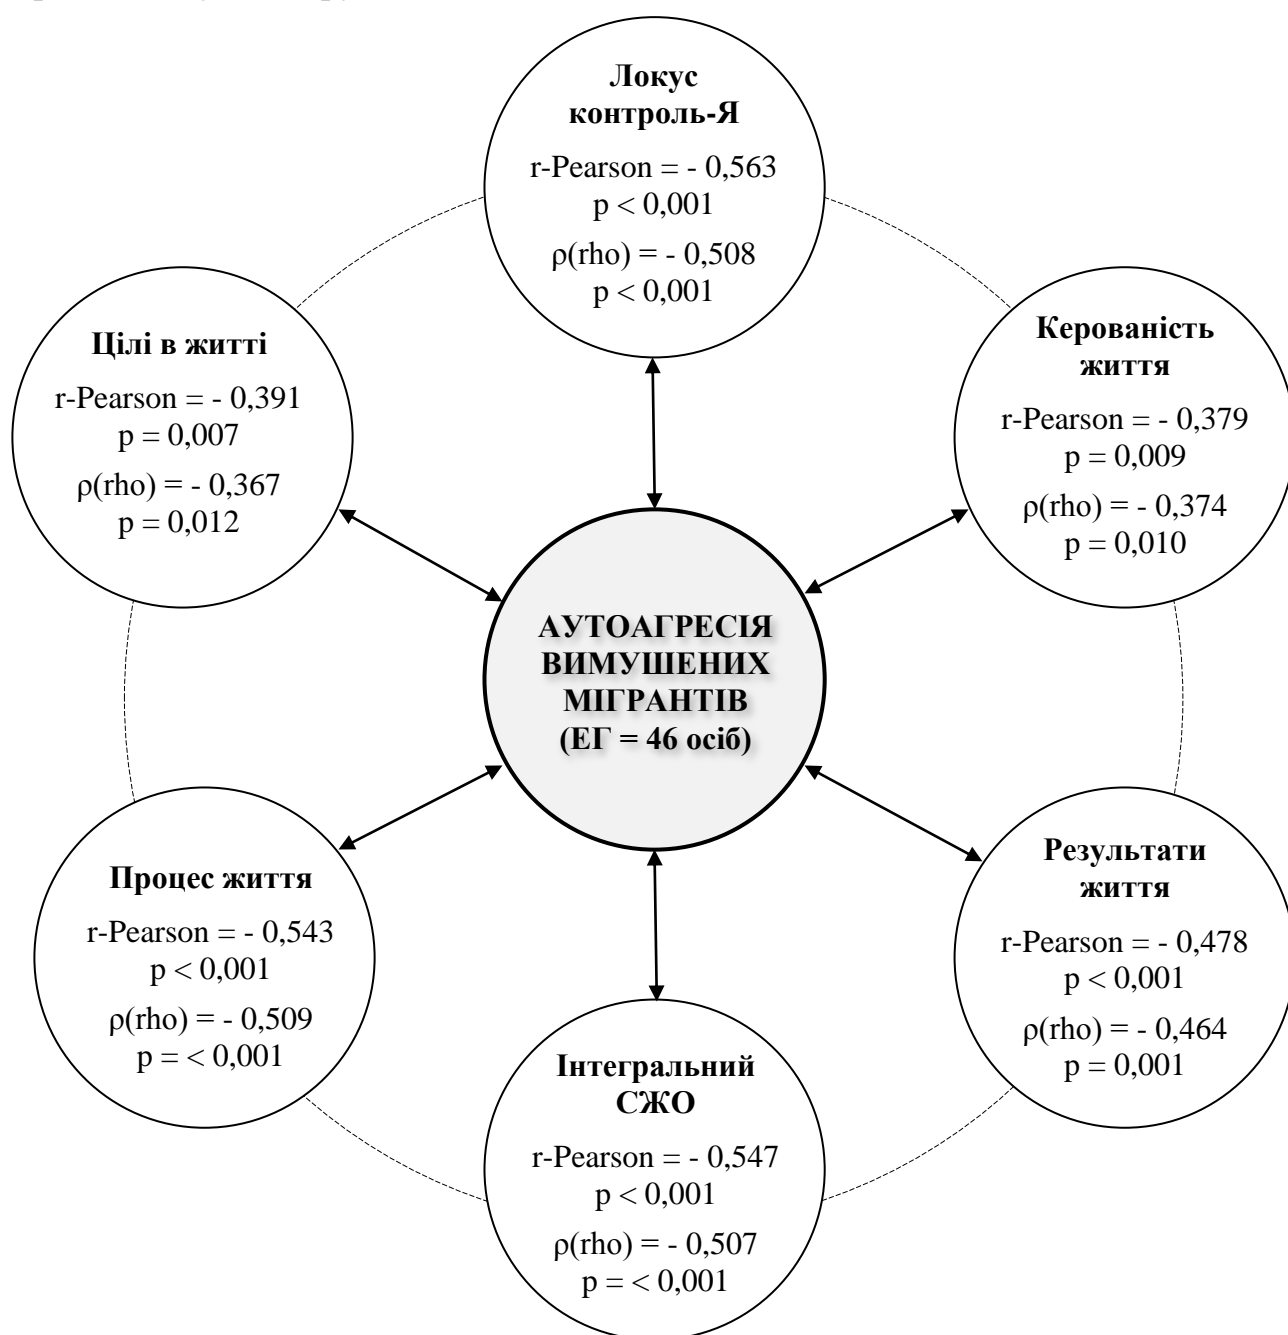 Локус
контроль-Я
r-Pearson = - 0,563
p < 0,001
ρ(rho) = - 0,508
p < 0,001
Цілі в житті
r-Pearson = - 0,391
p = 0,007
ρ(rho) = - 0,367
p = 0,012
Керованість
життя
r-Pearson = - 0,379
p = 0,009
ρ(rho) = - 0,374
p = 0,010
АУТОАГРЕСІЯ
ВИМУШЕНИХ
МІГРАНТІВ
(ЕГ = 46 осіб)
Процес життя
r-Pearson = - 0,543
p < 0,001
ρ(rho) = - 0,509
p = < 0,001
Результати
життя
r-Pearson = - 0,478
p < 0,001
ρ(rho) = - 0,464
p = 0,001
Інтегральний
СЖО
r-Pearson = - 0,547
p < 0,001
ρ(rho) = - 0,507
p = < 0,001